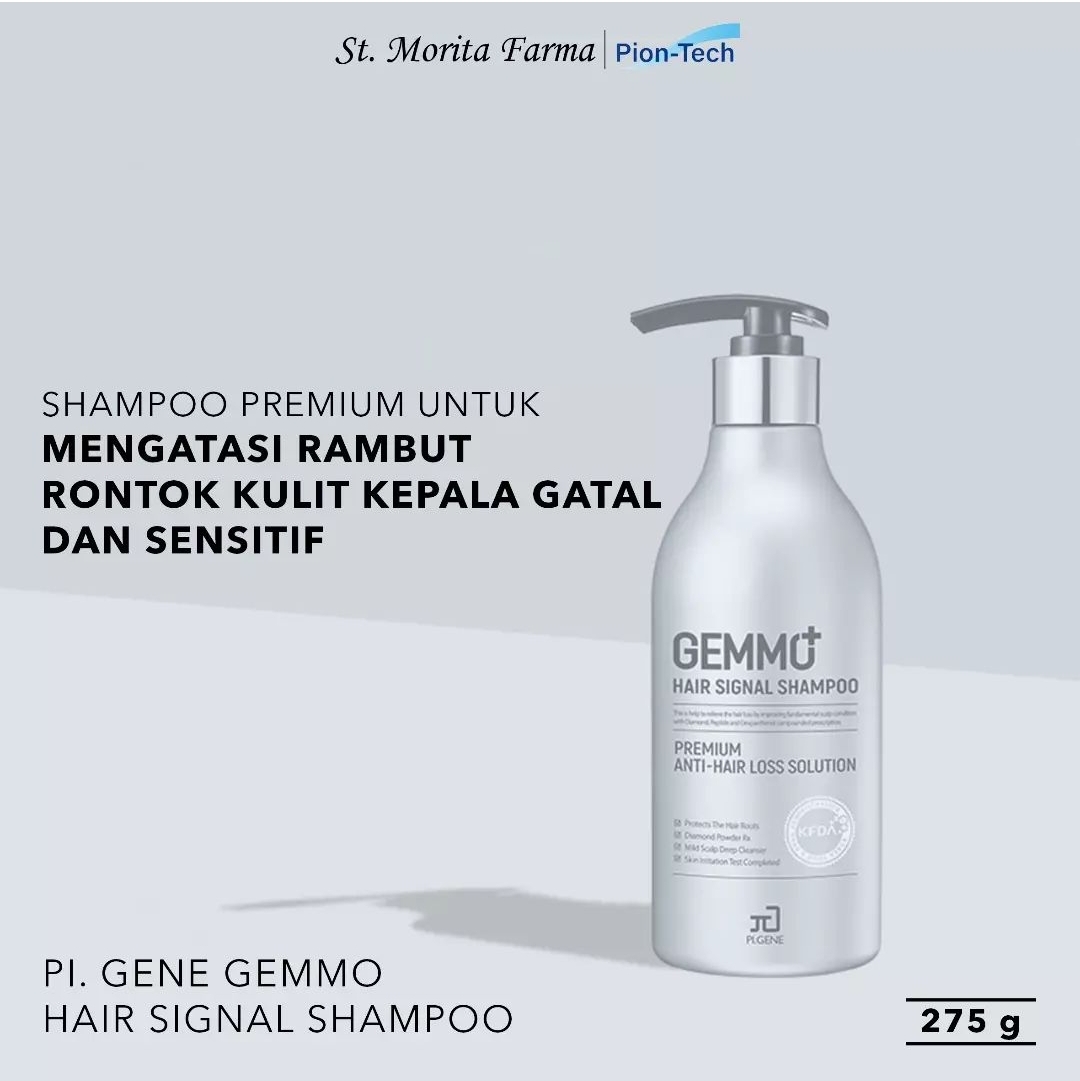 St. Morita Farma | Pion-Tech
SHAMPOO PREMIUM UNTUK
MENGATASI RAMBUT
RONTOK KULIT KEPALA GATAL
DAN SENSITIF
GEMMO+
HAIR SIGNAL SHAMPOO
PREMIUM
ANTI-HAIR LOSS SOLUTION
Protects The Hair Roots
Diamond Powder Rx
Mild Scalp Deep Cleanser
Skin Irritation Test Completed
KFDA
PI.GENE
PI. GENE GEMMO
HAIR SIGNAL SHAMPOO
275 g